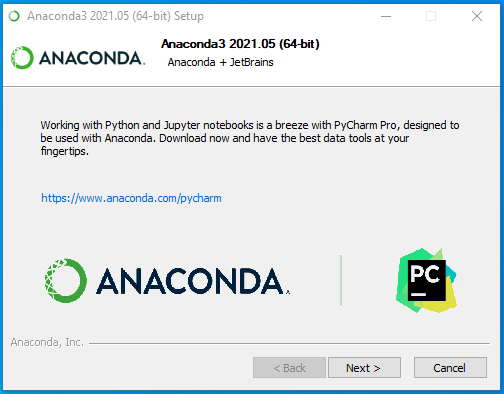 Anaconda3 2021.05 (64-bit) Setup
ANACONDA.
Anaconda3 2021.05 (64-bit)
Anaconda + JetBrains
Working with Python and Jupyter notebooks is a breeze with PyCharm Pro, designed to
be used with Anaconda. Download now and have the best data tools at your
fingertips.
https://www.anaconda.com/pycharm
ANACONDA.
PC
Anaconda, Inc.
< Back
Next >
Cancel